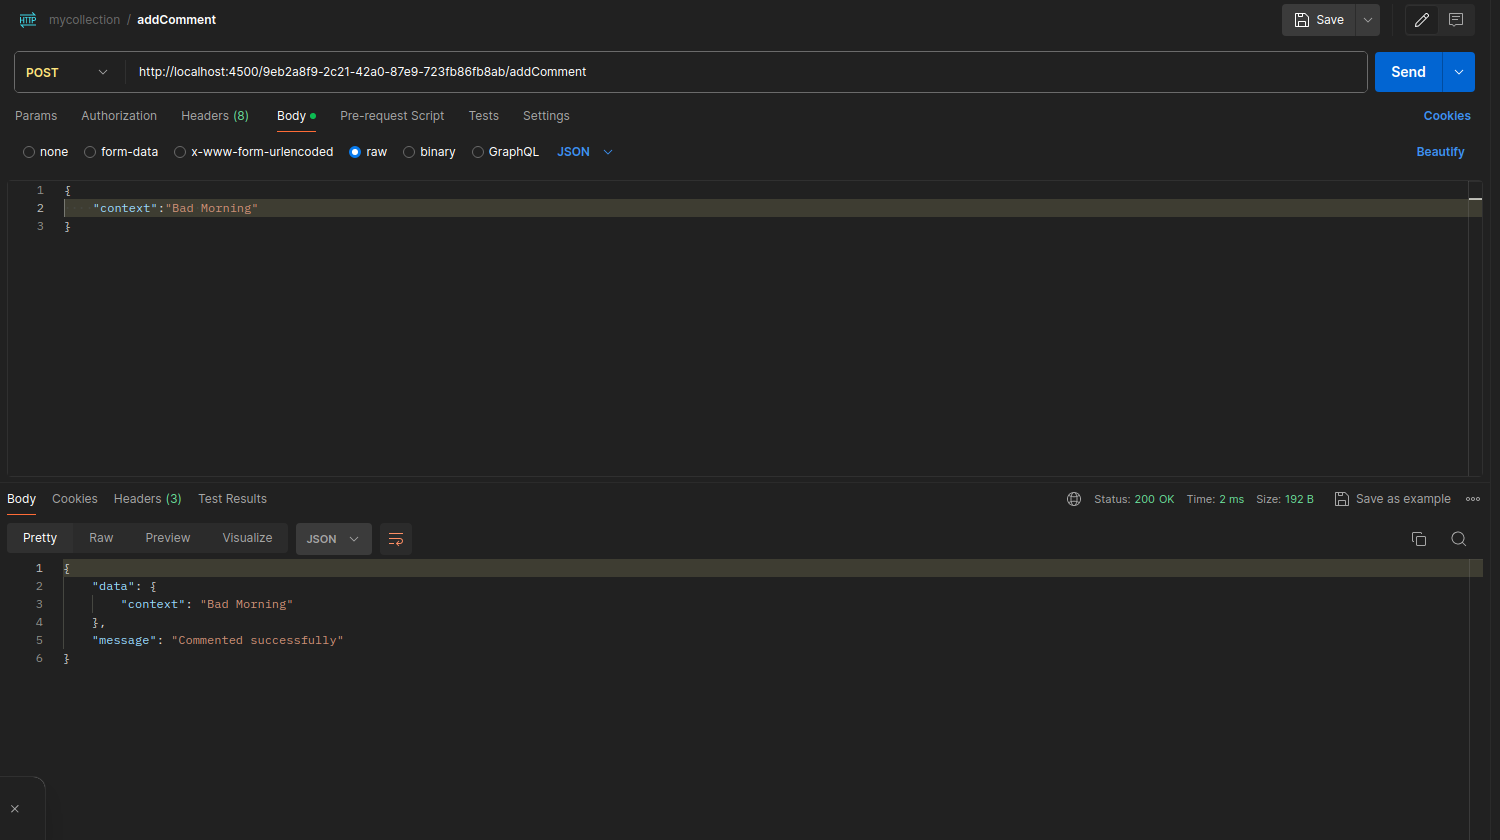 HTTP mycollection / addComment Save
POST http://localhost:4500/9eb2a8f9-2c21-42a0-87e9-723fb86fb8ab/addComment Send
Params Authorization Headers (8) Body Pre-request Script Tests Settings Cookies
none form-data x-www-form-urlencoded raw binary GraphQL JSON Beautify
1 {
2 "context":"Bad Morning"
3 }
Body Cookies Headers (3) Test Results Status: 200 OK Time: 2 ms Size: 192 B Save as example
Pretty Raw Preview Visualize JSON
1 {
2 "data": {
3 "context": "Bad Morning"
4 },
5 "message": "Commented successfully"
6 }